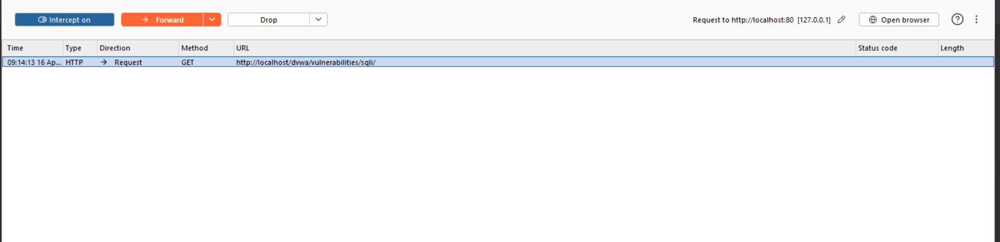 Intercept on Forward Drop Request to http://localhost:80 [127.0.0.1] Open browser ?
Time Type Direction Method URL Status code Length
09:14:13 16 Ap... HTTP → Request GET http://localhost/dvwa/vulnerabilities/sqli/